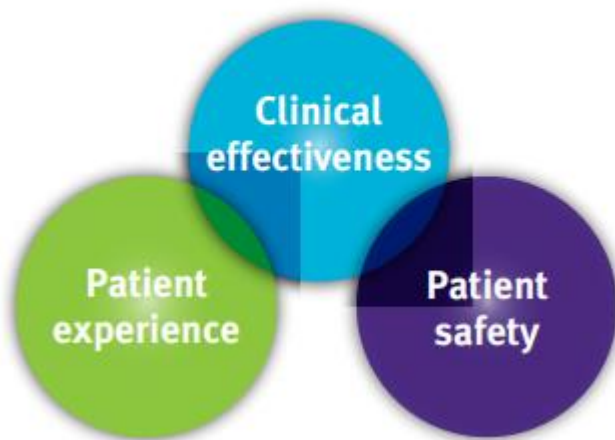 Clinical
effectiveness
Patient
experience
Patient
safety